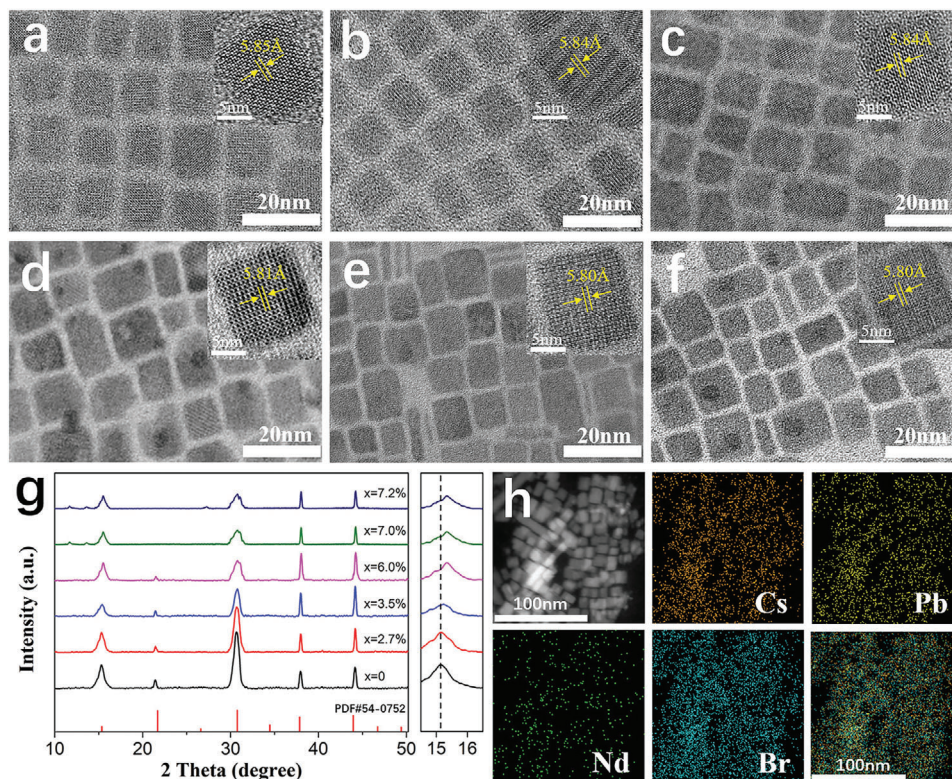 a
5.85Å
5nm
20nm
b
5.84Å
5nm
20nm
c
5.84Å
5nm
20nm
d
5.81Å
5nm
20nm
e
5.80Å
5nm
20nm
f
5.80Å
5nm
20nm
g
Intensity (a.u.)
x=7.2%
x=7.0%
x=6.0%
x=3.5%
x=2.7%
x=0
PDF#54-0752
10 20 30 40 50 15 16
2 Theta (degree)
h
100nm
Cs
Pb
Nd
Br
100nm